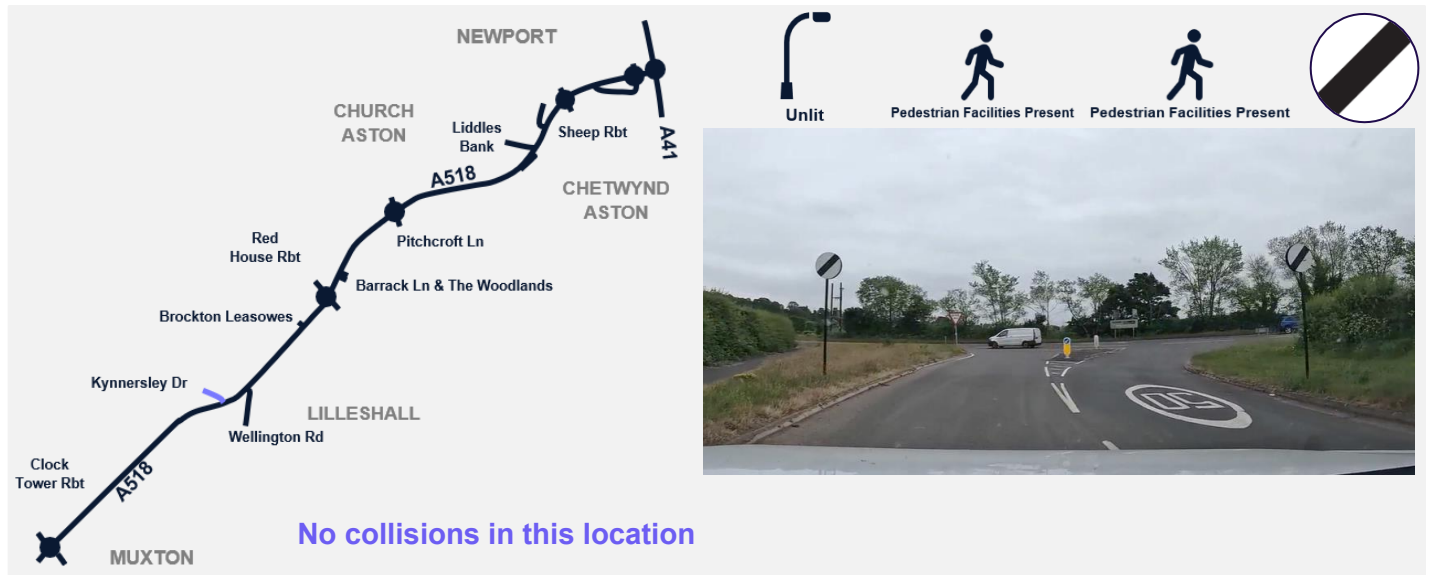 NEWPORT
CHURCH
ASTON
Liddles
Bank
Sheep Rbt
A41
A518
CHETWYND
ASTON
Pitchcroft Ln
Red
House Rbt
Barrack Ln & The Woodlands
Brockton Leasowes
Kynnersley Dr
LILLESHALL
Wellington Rd
Clock
Tower Rbt
A518
MUXTON
No collisions in this location
Unlit
Pedestrian Facilities Present
Pedestrian Facilities Present
50